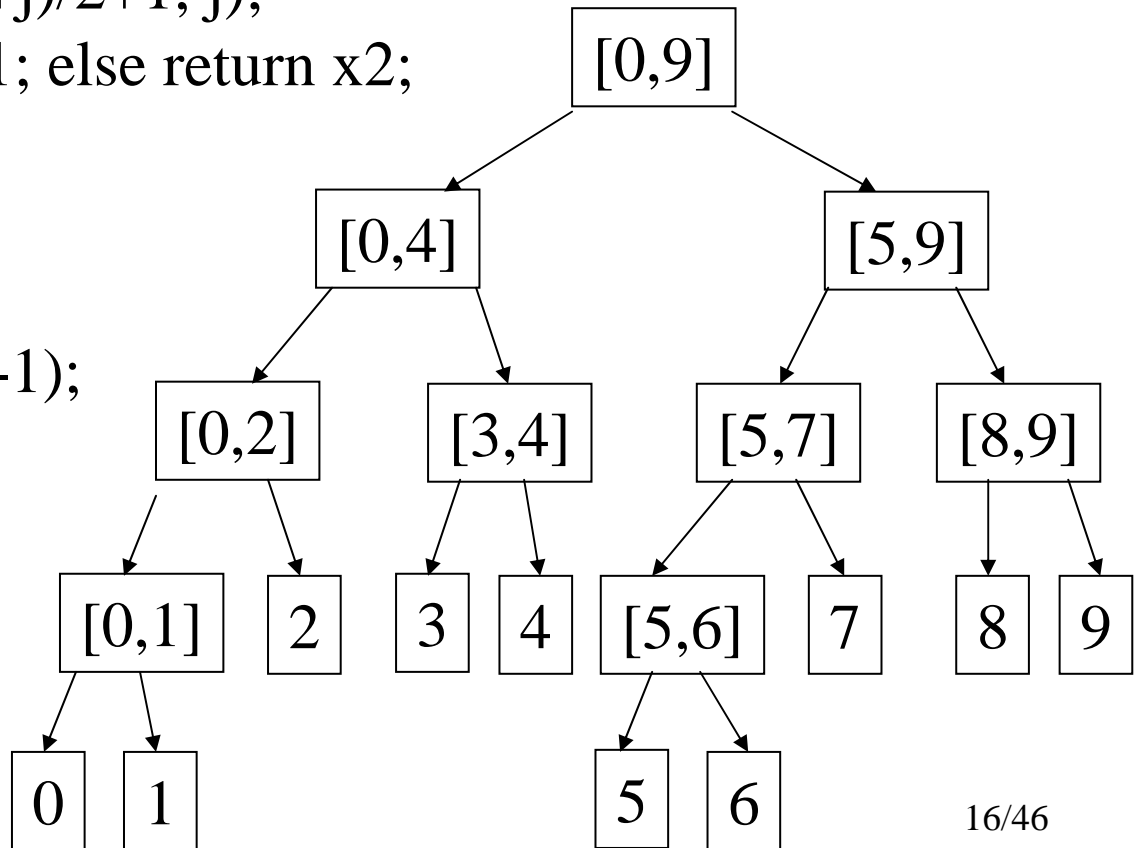 j)/2+1, j);
1; else return x2;
-1);
[0,9]
[0,4] [5,9]
[0,2] [3,4] [5,7] [8,9]
[0,1] 2 3 4 [5,6] 7 8 9
0 1 5 6
16/46